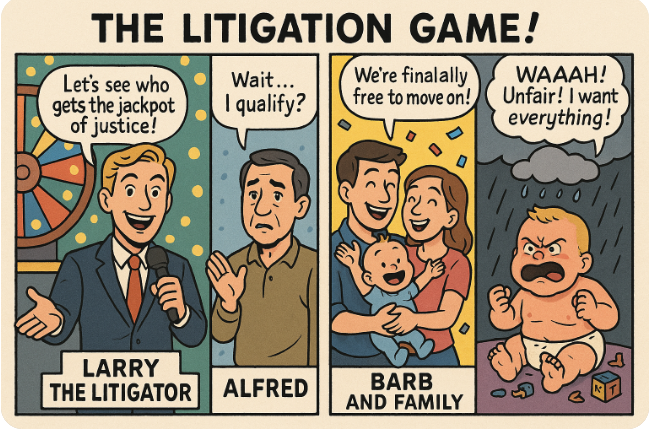 THE LITIGATION GAME!
Let's see who
gets the jackpot
of justice!
LARRY
THE LITIGATOR
Wait...
I qualify?
ALFRED
We're finalally
free to move on!
BARB
AND FAMILY
WAAAH!
Unfair! I want
everything!
K T